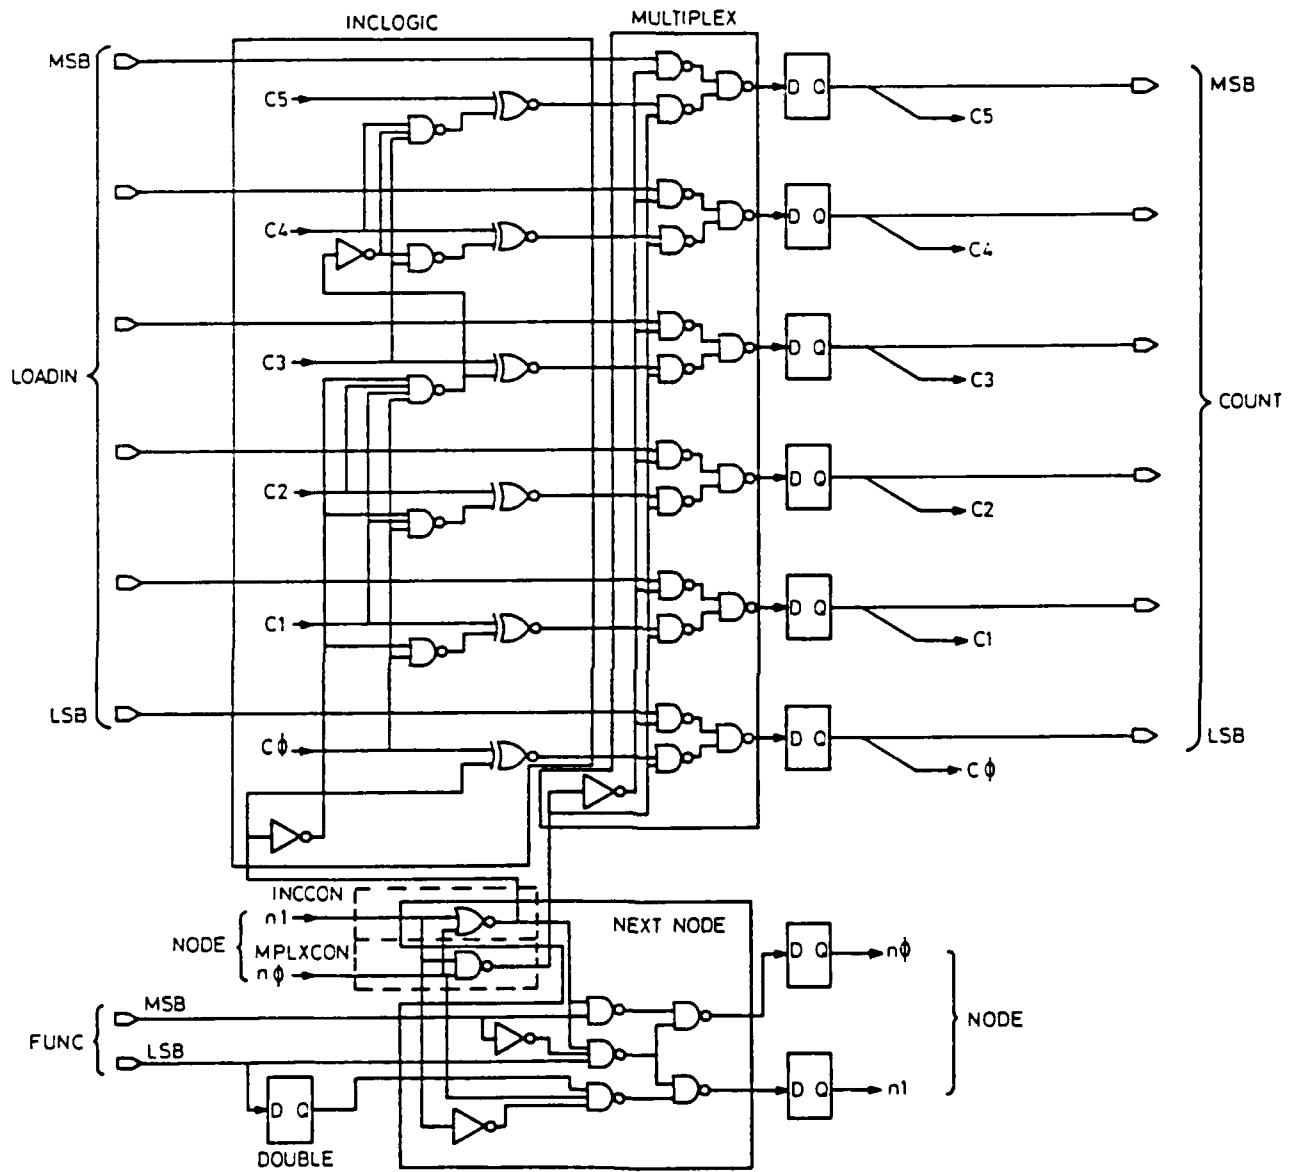 INCLOGIC
MULTIPLEX
MSB
D Q
MSB
C5
C5
C4
D Q
C4
D Q
C3
C3
LOADIN
COUNT
D Q
C2
C2
D Q
C1
C1
LSB
D Q
LSB
Cϕ
Cϕ
INCCON
n1
NEXT NODE
NODE
MPLXCON
D Q
nϕ
nϕ
MSB
NODE
FUNC
LSB
D Q
n1
D Q
DOUBLE